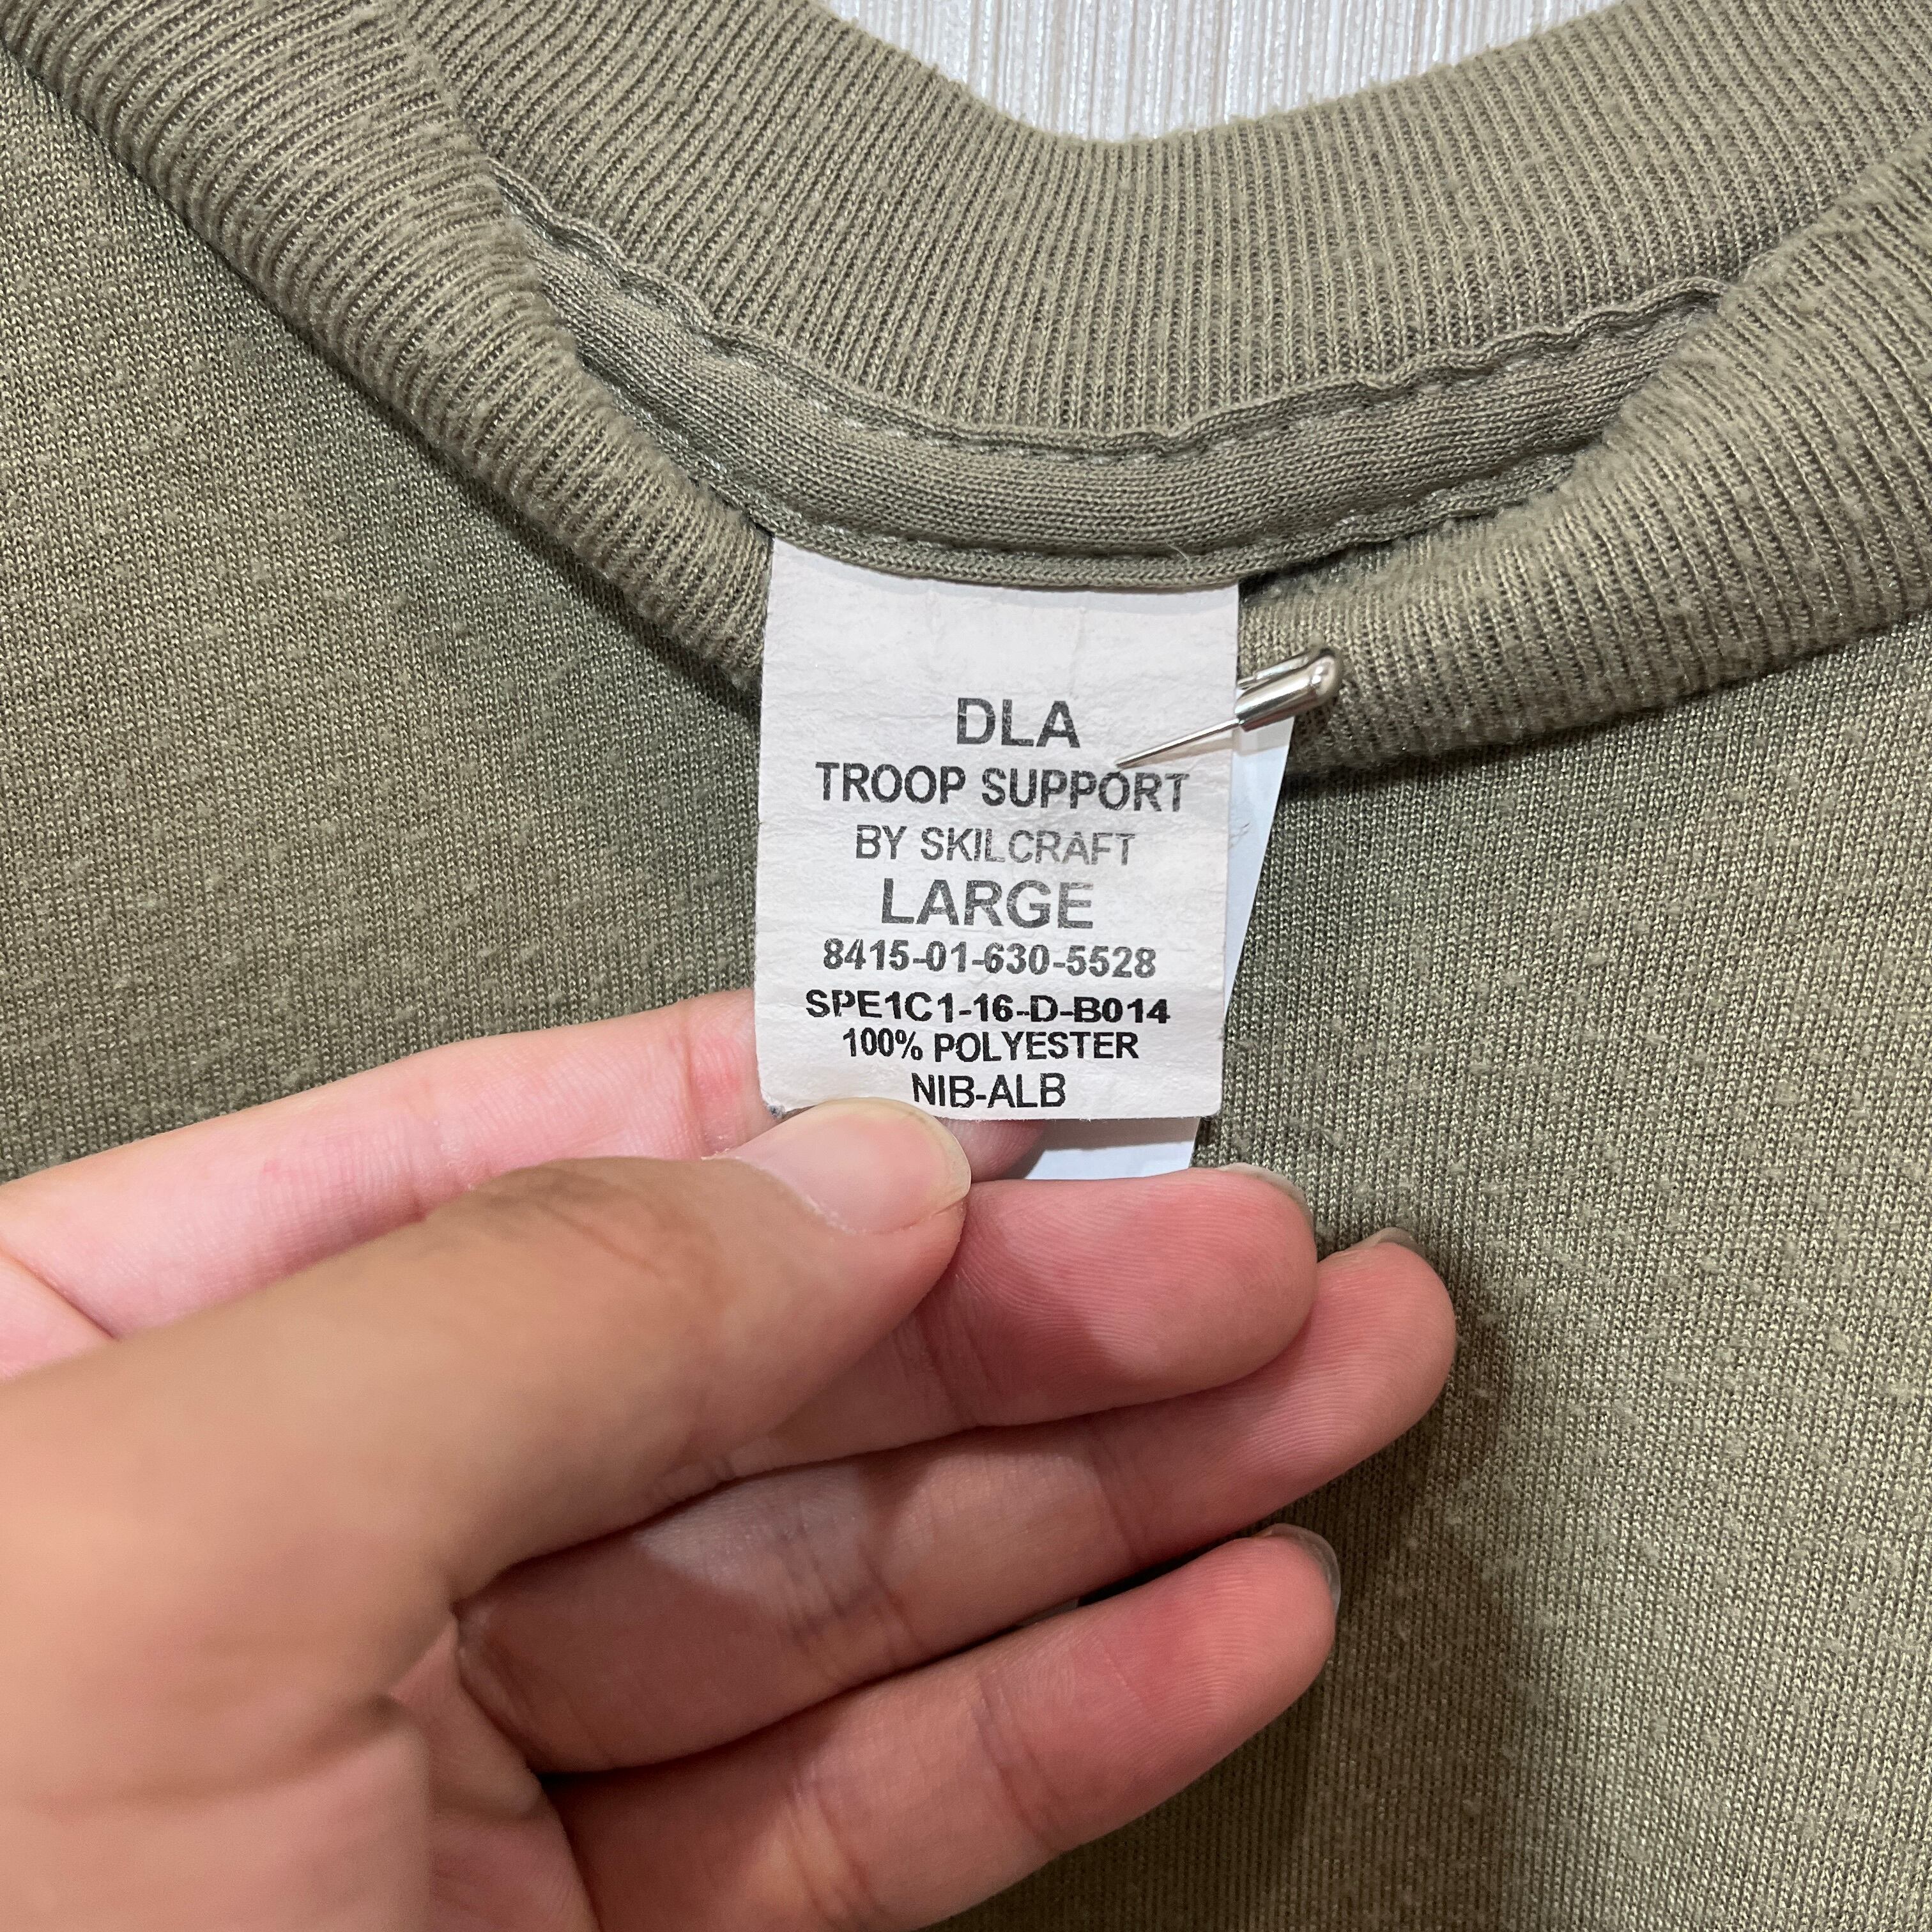 DLA
TROOP SUPPORT
BY SKILCRAFT
LARGE
8415-01-630-5528
SPE1C1-16-D-B014
100% POLYESTER
NIB-ALB